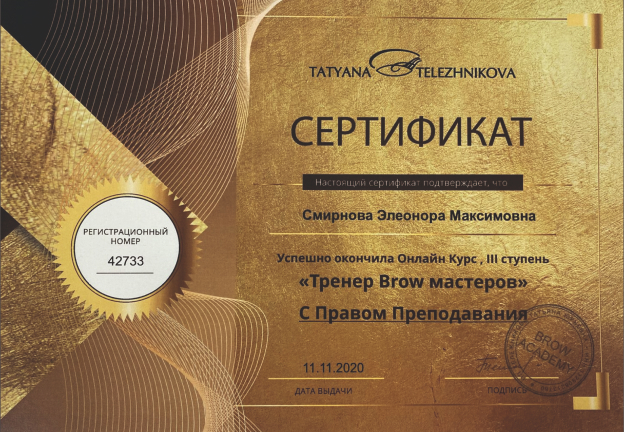 TATYANA TELEZHNIKOVA
СЕРТИФИКАТ
Настоящий сертификат подтверждает, что
Смирнова Элеонора Максимовна
РЕГИСТРАЦИОННЫЙ
НОМЕР
42733
Успешно окончила Онлайн Курс , III ступень
«Тренер Brow мастеров»
С Правом Преподавания
BROW
ACADEMY
11.11.2020
ДАТА ВЫДАЧИ
ПОДПИСЬ